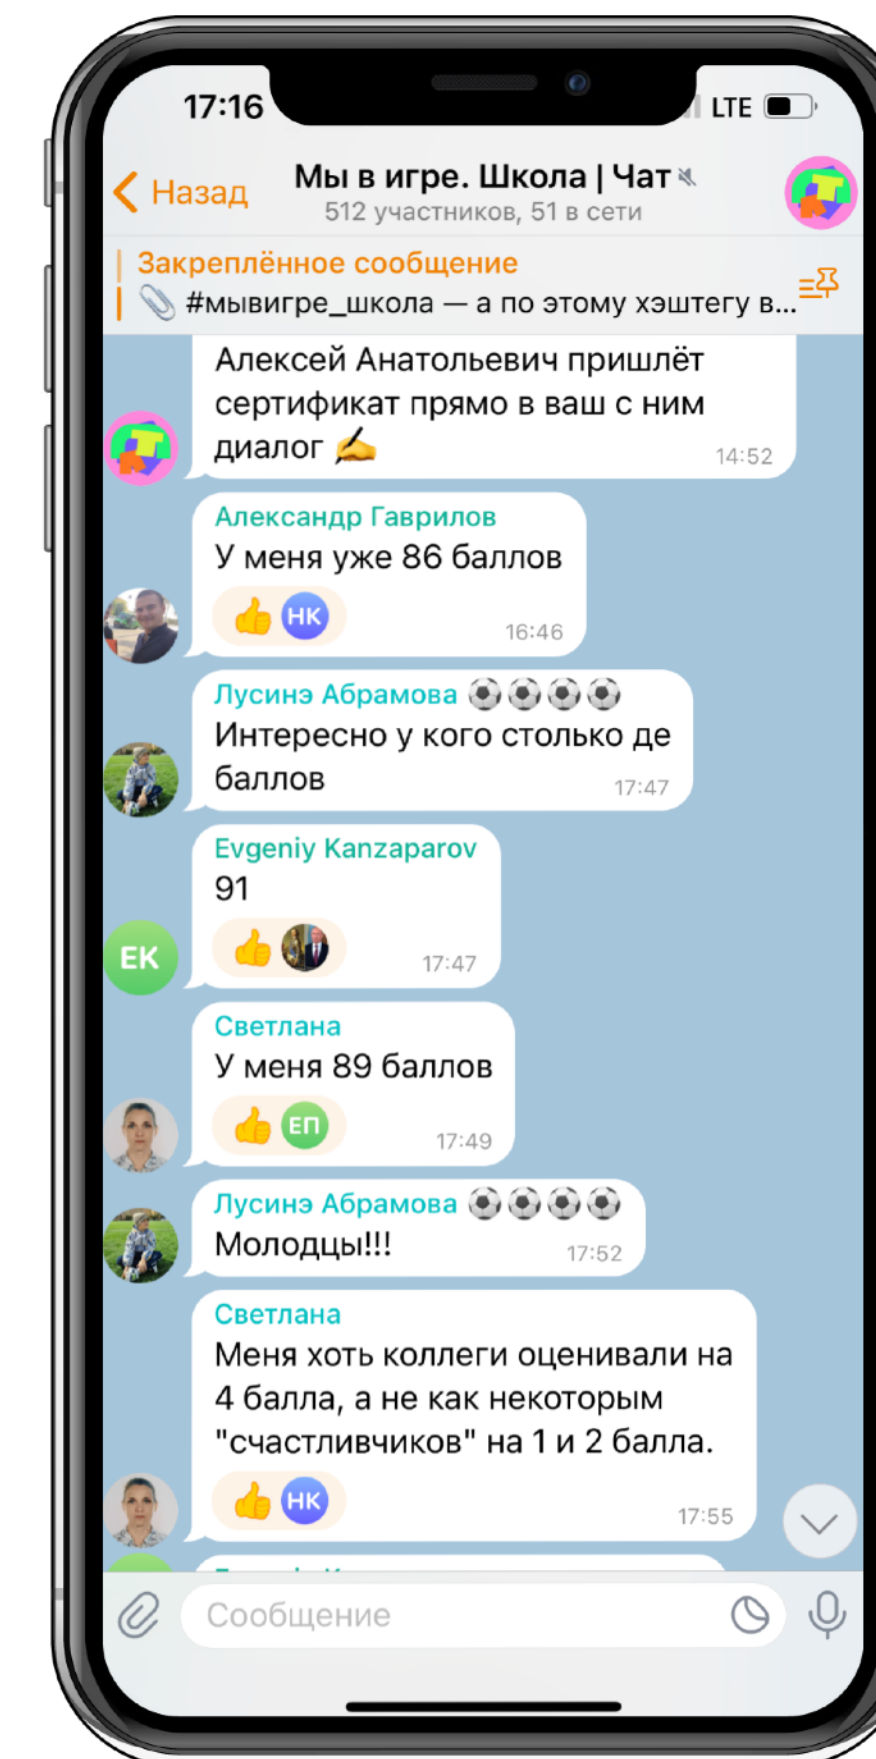 17:16
LTE
Назад
Мы в игре. Школа | Чат
512 участников, 51 в сети
Закреплённое сообщение
#мывигре_школа — а по этому хэштегу в...
Алексей Анатольевич пришлёт
сертификат прямо в ваш с ним
диалог ✍️
14:52
Александр Гаврилов
У меня уже 86 баллов
👍 НК
16:46
Лусинэ Абрамова ⚽⚽⚽⚽
Интересно у кого столько де
баллов
17:47
Evgeniy Kanzaparov
91
EK
👍
17:47
Светлана
У меня 89 баллов
👍 ЕП
17:49
Лусинэ Абрамова ⚽⚽⚽⚽
Молодцы!!!
17:52
Светлана
Меня хоть коллеги оценивали на
4 балла, а не как некоторым
"счастливчиков" на 1 и 2 балла.
👍 НК
17:55
Сообщение